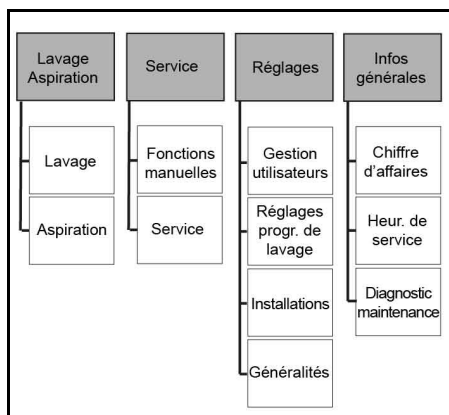 Lavage
Aspiration
Service
Réglages
Infos
générales
Lavage
Aspiration
Fonctions
manuelles
Service
Gestion
utilisateurs
Réglages
progr. de
lavage
Installations
Généralités
Chiffre
d'affaires
Heur. de
service
Diagnostic
maintenance